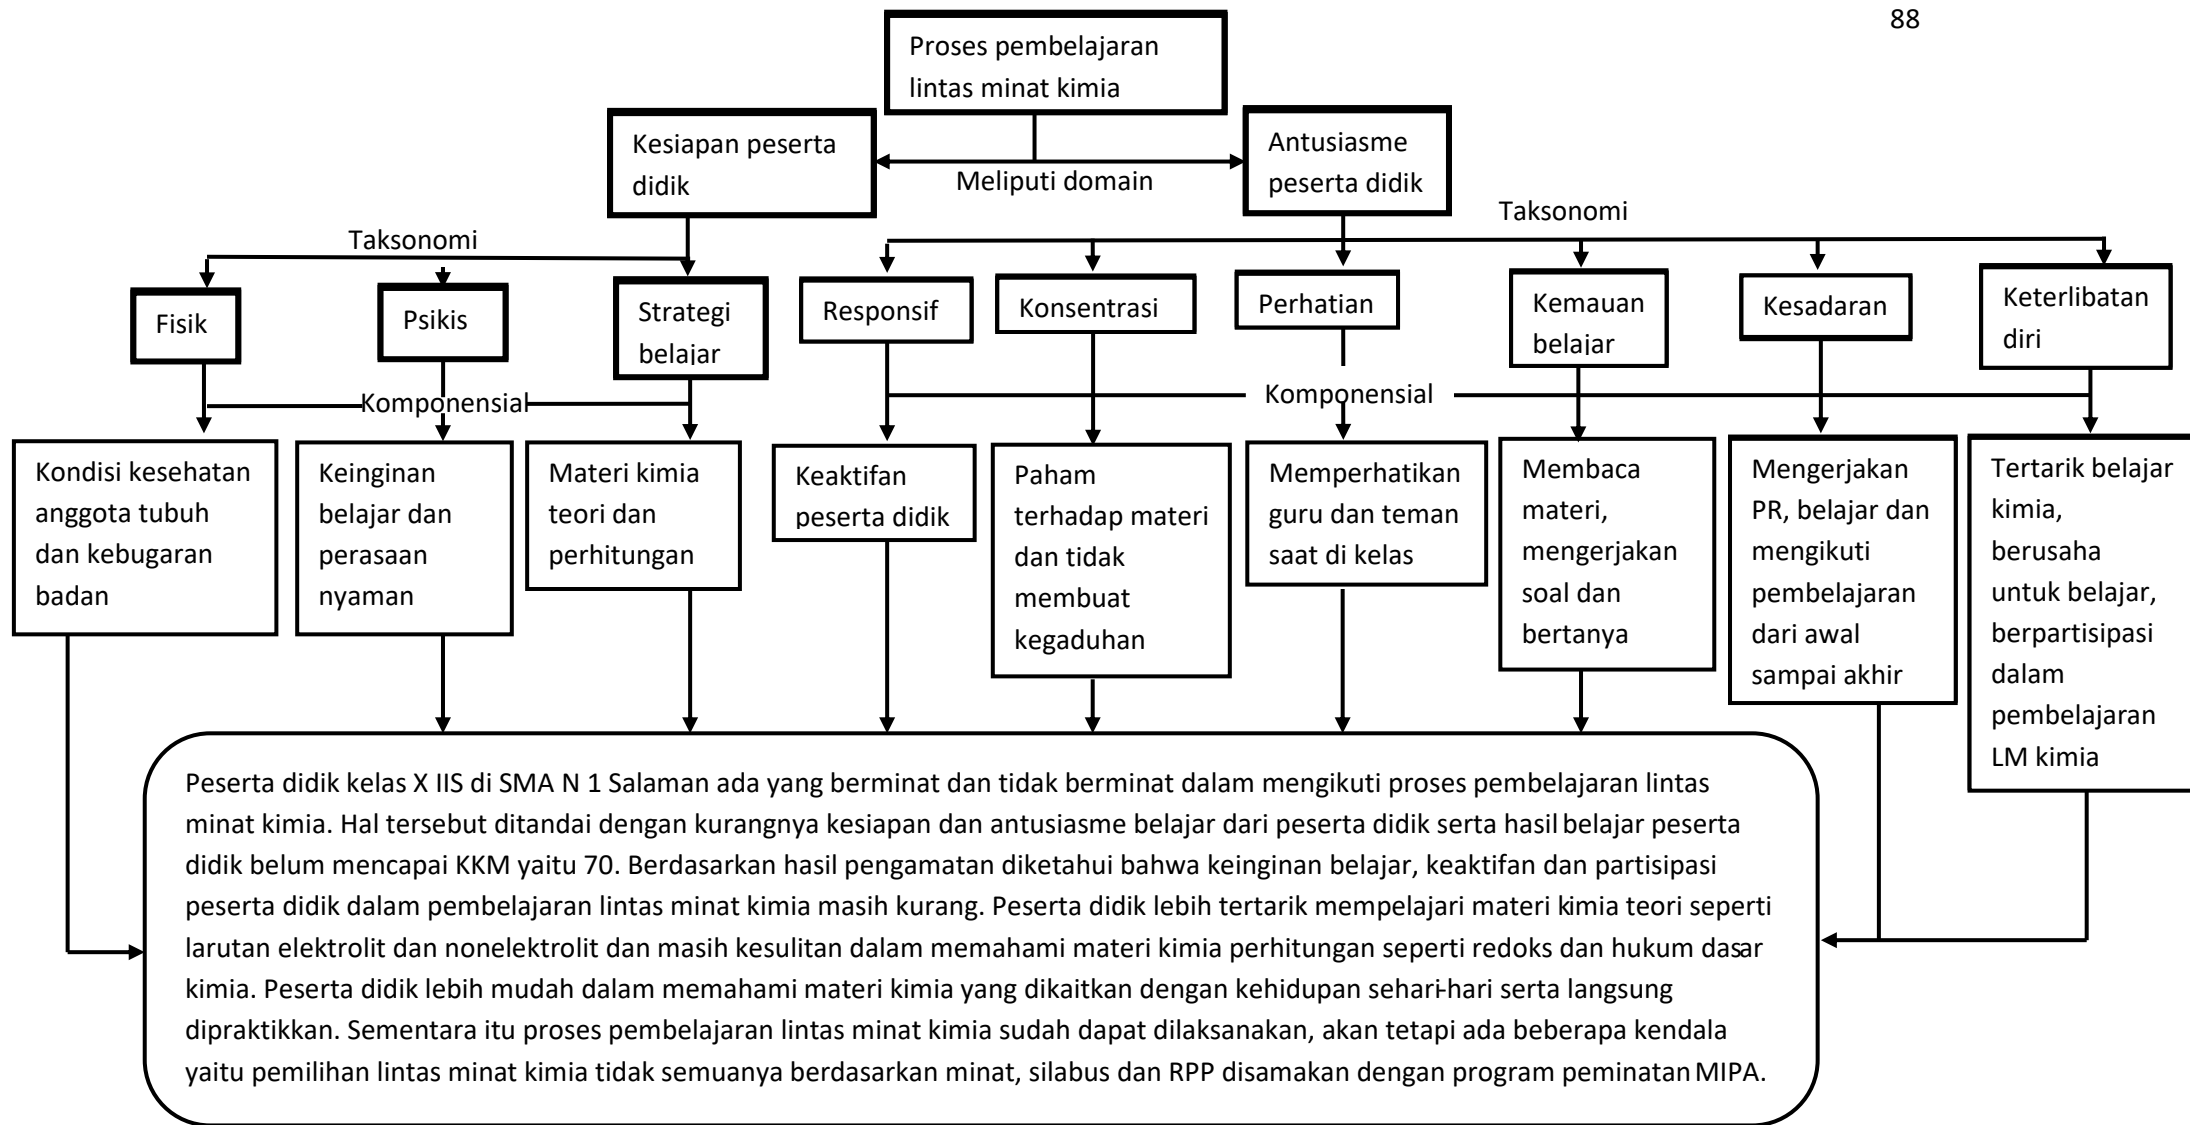 88
Proses pembelajaran
lintas minat kimia
Kesiapan peserta
didik
Antusiasme
peserta didik
Meliputi domain
Taksonomi
Taksonomi
Fisik
Psikis
Strategi
belajar
Responsif
Konsentrasi
Perhatian
Kemauan
belajar
Kesadaran
Keterlibatan
diri
Komponensial
Komponensial
Kondisi kesehatan
anggota tubuh
dan kebugaran
badan
Keinginan
belajar dan
perasaan
nyaman
Materi kimia
teori dan
perhitungan
Keaktifan
peserta didik
Paham
terhadap materi
dan tidak
membuat
kegaduhan
Memperhatikan
guru dan teman
saat di kelas
Membaca
materi,
mengerjakan
soal dan
bertanya
Mengerjakan
PR, belajar dan
mengikuti
pembelajaran
dari awal
sampai akhir
Tertarik belajar
kimia,
berusaha
untuk belajar,
berpartisipasi
dalam
pembelajaran
LM kimia
Peserta didik kelas X IIS di SMA N 1 Salaman ada yang berminat dan tidak berminat dalam mengikuti proses pembelajaran lintas
minat kimia. Hal tersebut ditandai dengan kurangnya kesiapan dan antusiasme belajar dari peserta didik serta hasil belajar peserta
didik belum mencapai KKM yaitu 70. Berdasarkan hasil pengamatan diketahui bahwa keinginan belajar, keaktifan dan partisipasi
peserta didik dalam pembelajaran lintas minat kimia masih kurang. Peserta didik lebih tertarik mempelajari materi kimia teori seperti
larutan elektrolit dan nonelektrolit dan masih kesulitan dalam memahami materi kimia perhitungan seperti redoks dan hukum dasar
kimia. Peserta didik lebih mudah dalam memahami materi kimia yang dikaitkan dengan kehidupan sehari-hari serta langsung
dipraktikkan. Sementara itu proses pembelajaran lintas minat kimia sudah dapat dilaksanakan, akan tetapi ada beberapa kendala
yaitu pemilihan lintas minat kimia tidak semuanya berdasarkan minat, silabus dan RPP disamakan dengan program peminatan MIPA.